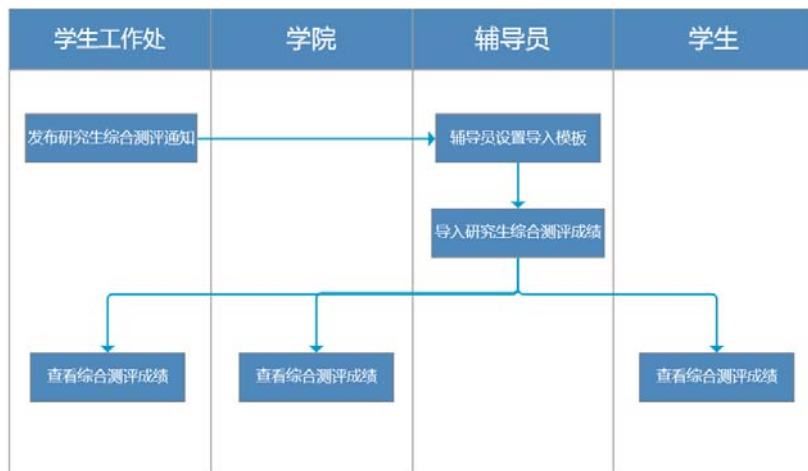 学生工作处
学院
辅导员
学生
发布研究生综合测评通知
辅导员设置导入模板
导入研究生综合测评成绩
查看综合测评成绩
查看综合测评成绩
查看综合测评成绩